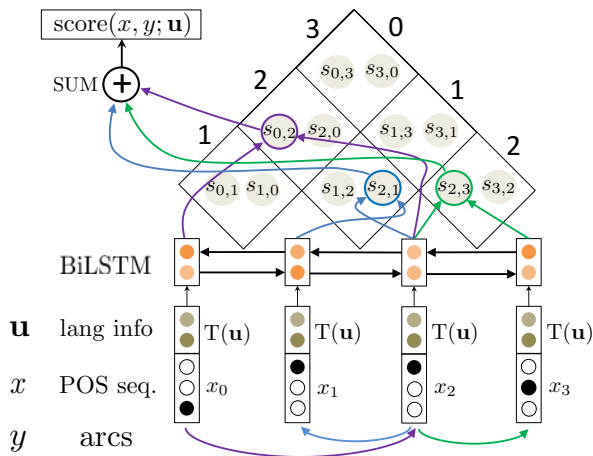 score(x, y; u)
3 0
s0,3 s3,0
SUM +
2 1
1 s0,2 s2,0 s1,3 s3,1 2
s0,1 s1,0 s1,2 s2,1 s2,3 s3,2
BiLSTM
u lang info T(u) T(u) T(u) T(u)
x POS seq. x0 x1 x2 x3
y arcs